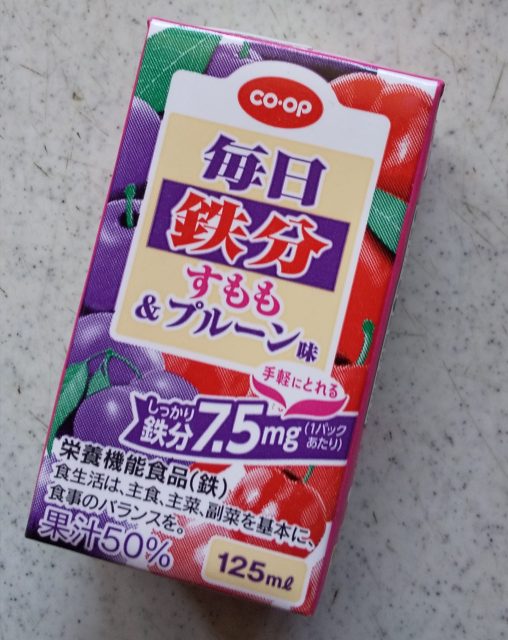 CO·OP
毎日
鉄分
すもも
&プルーン味
手軽にとれる
しっかり
鉄分7.5mg(1パックあたり)
栄養機能食品(鉄)
食生活は、主食、主菜、副菜を基本に、
食事のバランスを。
果汁50%
125ml